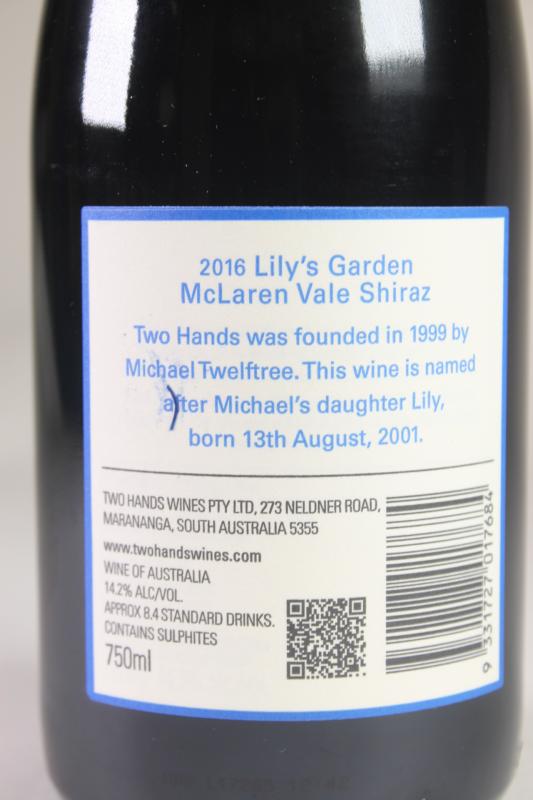 2016 Lily's Garden
McLaren Vale Shiraz
Two Hands was founded in 1999 by
Michael Twelftree. This wine is named
after Michael's daughter Lily,
born 13th August, 2001.
TWO HANDS WINES PTY LTD, 273 NELDNER ROAD,
MARANANGA, SOUTH AUSTRALIA 5355
www.twohandswines.com
WINE OF AUSTRALIA
14.2% ALC/VOL.
APPROX 8.4 STANDARD DRINKS.
CONTAINS SULPHITES
750ml
9 331727 017684